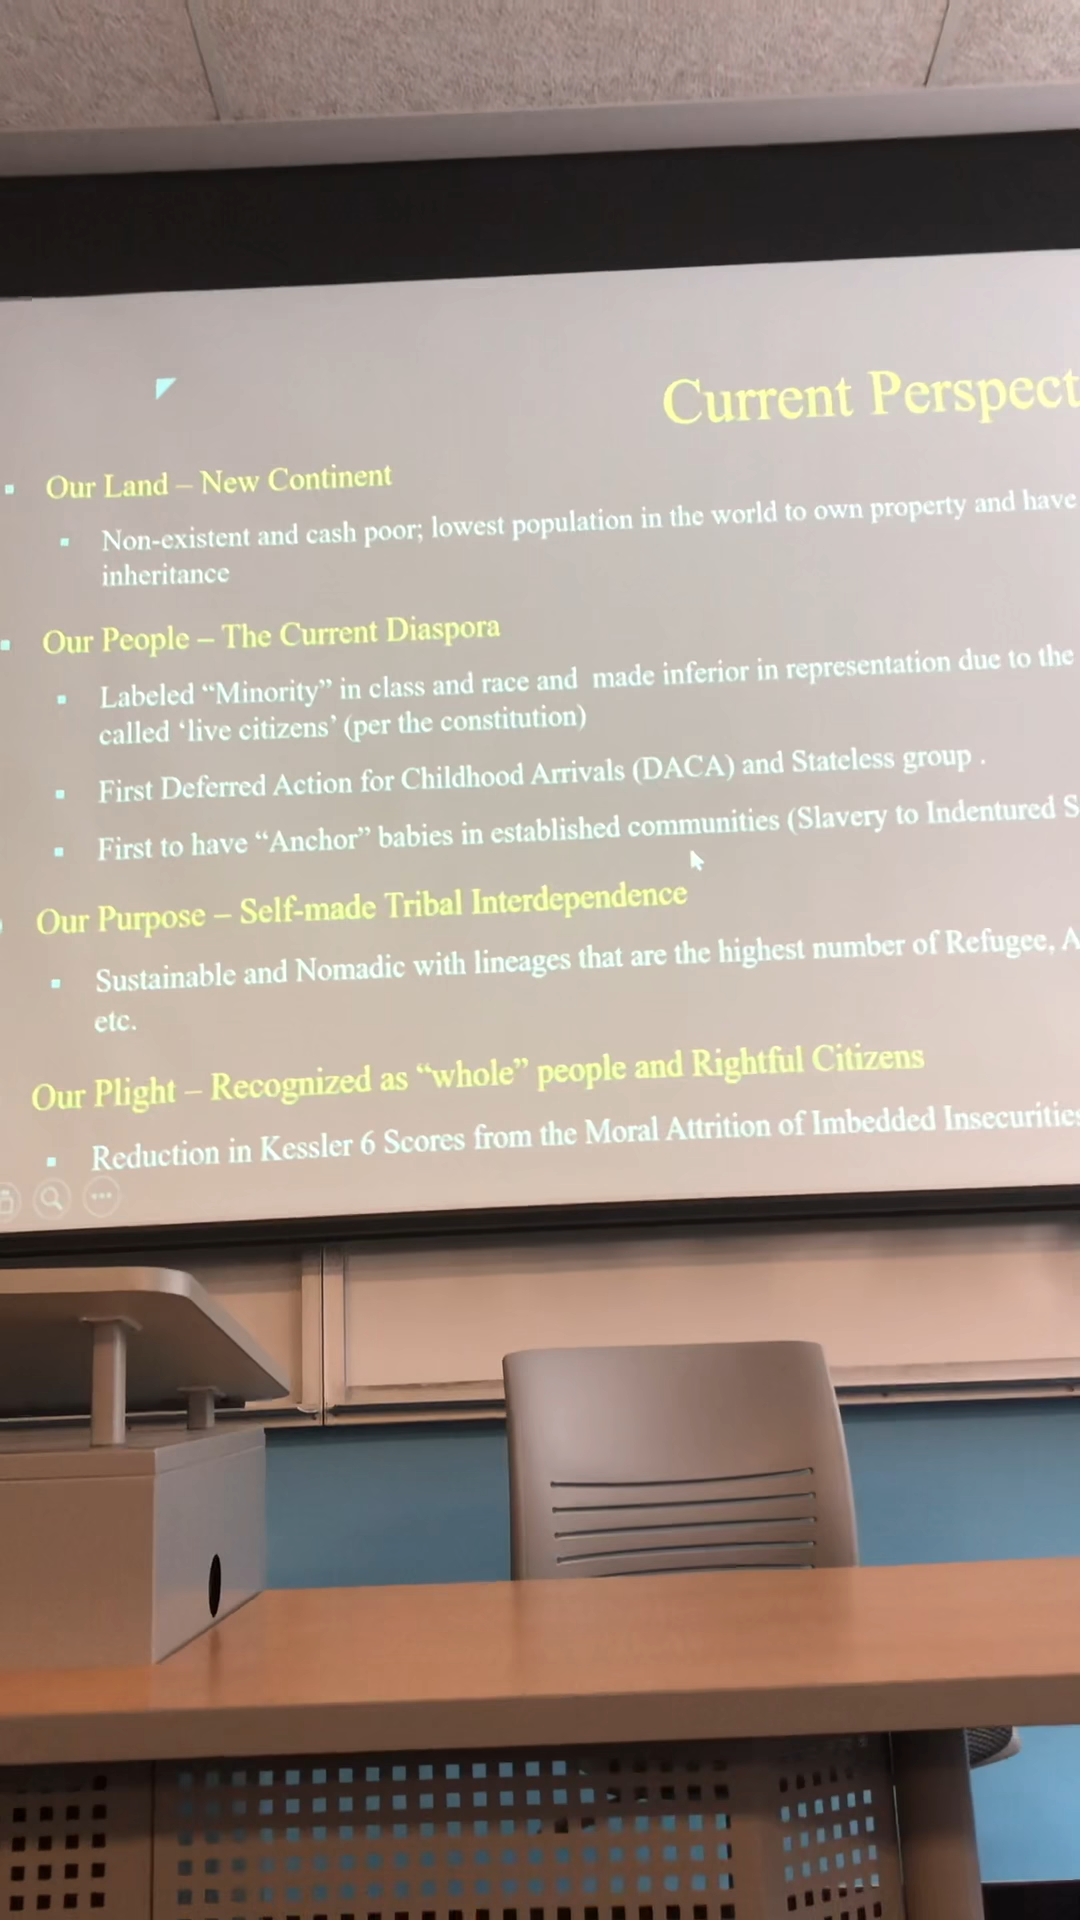 Current Perspect
Our Land – New Continent
Non-existent and cash poor; lowest population in the world to own property and have
inheritance
Our People – The Current Diaspora
Labeled “Minority” in class and race and made inferior in representation due to the
called ‘live citizens’ (per the constitution)
First Deferred Action for Childhood Arrivals (DACA) and Stateless group .
First to have “Anchor” babies in established communities (Slavery to Indentured S
Our Purpose – Self-made Tribal Interdependence
Sustainable and Nomadic with lineages that are the highest number of Refugee, A
etc.
Our Plight – Recognized as “whole” people and Rightful Citizens
Reduction in Kessler 6 Scores from the Moral Attrition of Imbedded Insecurities